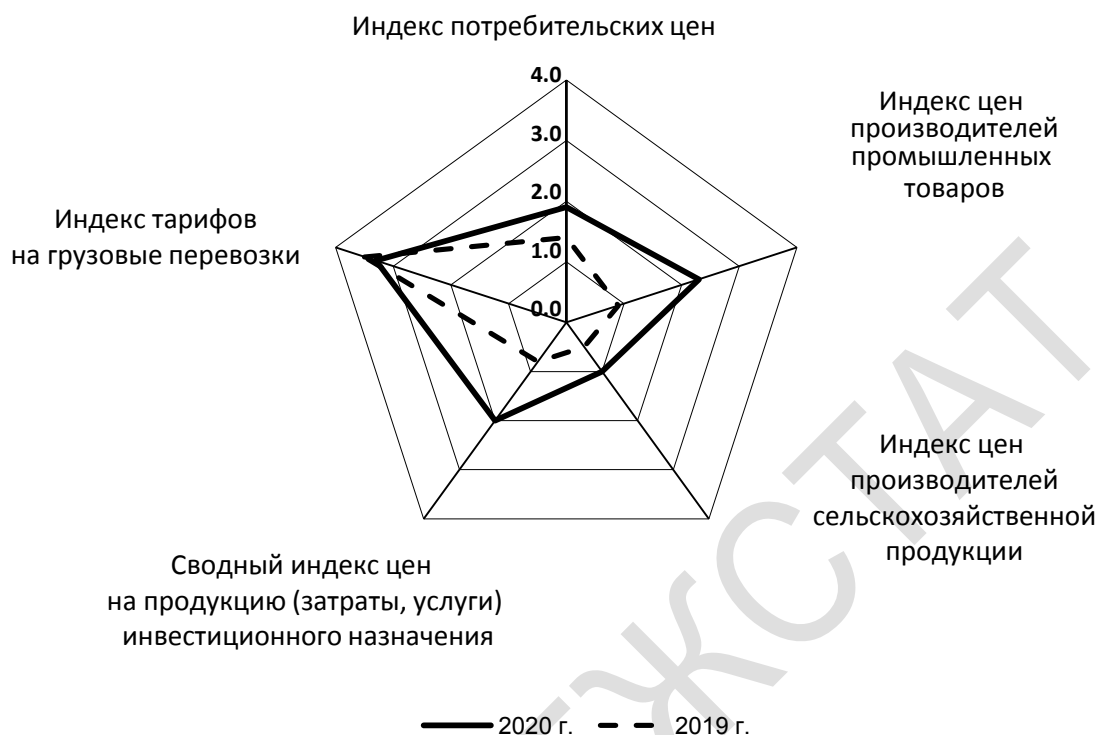 Индекс потребительских цен
4.0
3.0
2.0
1.0
0.0
Индекс цен
производителей
промышленных
товаров
Индекс тарифов
на грузовые перевозки
Индекс цен
производителей
сельскохозяйственной
продукции
Сводный индекс цен
на продукцию (затраты, услуги)
инвестиционного назначения
2020 г.
2019 г.
ЖСТАТ